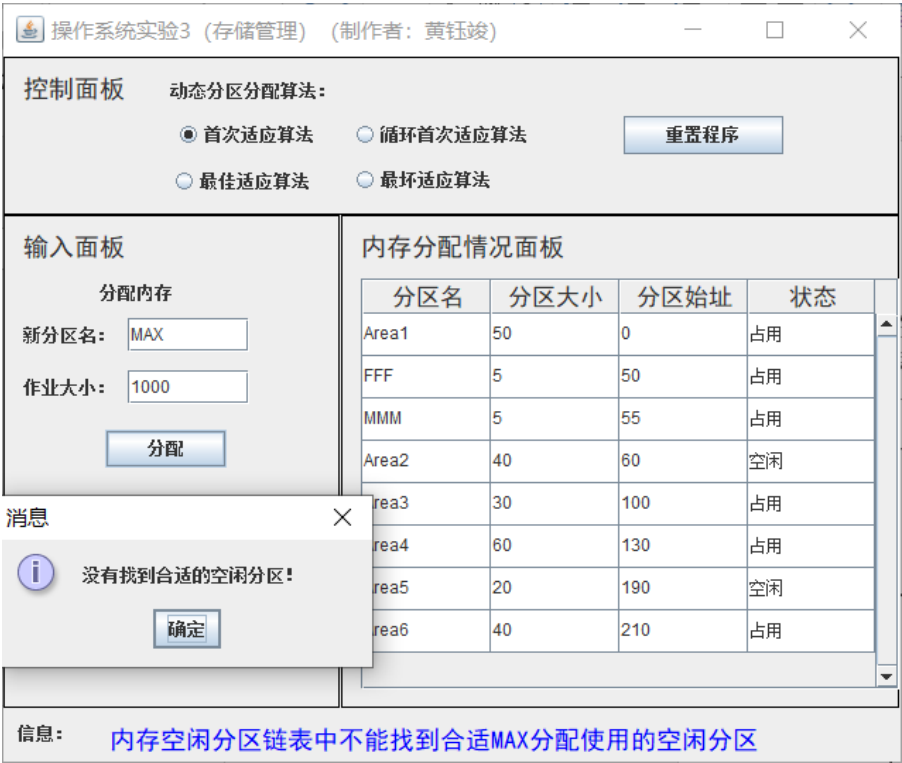 操作系统实验3（存储管理）（制作者：黄钰竣）
控制面板
动态分区分配算法：
首次适应算法 循环首次适应算法 重置程序
最佳适应算法 最坏适应算法
输入面板
分配内存
新分区名： MAX
作业大小： 1000
分配
内存分配情况面板
分区名 分区大小 分区始址 状态
Area1 50 0 占用
FFF 5 50 占用
MMM 5 55 占用
Area2 40 60 空闲
rea3 30 100 占用
rea4 60 130 占用
rea5 20 190 空闲
rea6 40 210 占用
消息
没有找到合适的空闲分区！
确定
信息： 内存空闲分区链表中不能找到合适MAX分配使用的空闲分区